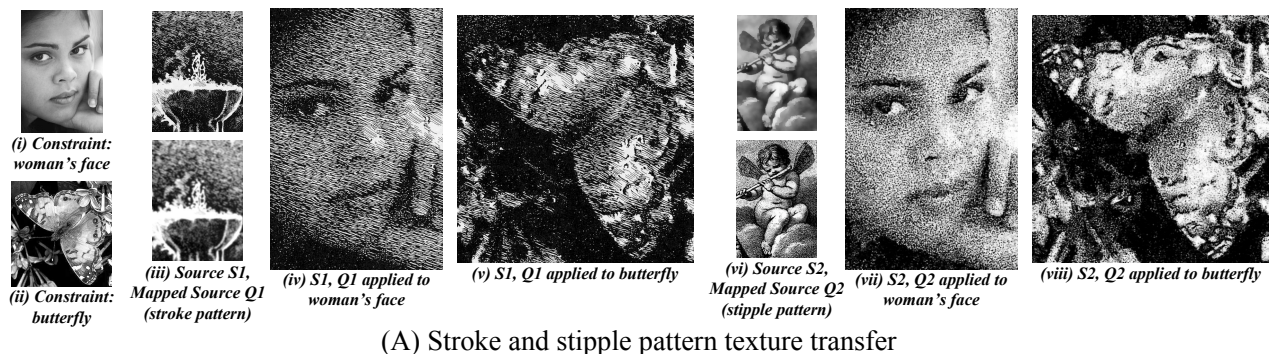 (i) Constraint:
woman's face
(ii) Constraint:
butterfly
(iii) Source S1,
Mapped Source Q1
(stroke pattern)
(iv) S1, Q1 applied to
woman's face
(v) S1, Q1 applied to butterfly
(vi) Source S2,
Mapped Source Q2
(stipple pattern)
(vii) S2, Q2 applied to
woman's face
(viii) S2, Q2 applied to butterfly
(A) Stroke and stipple pattern texture transfer